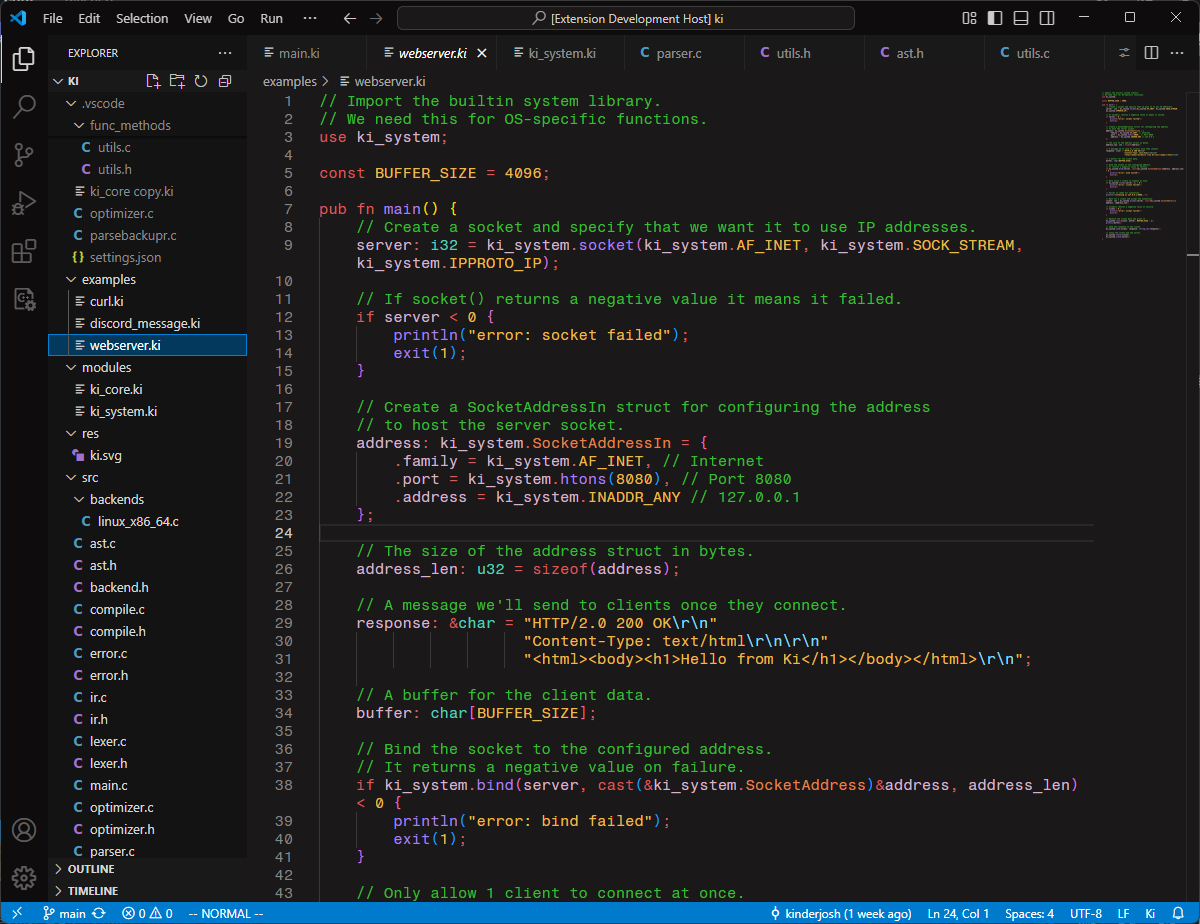 File Edit Selection View Go Run ··· [Extension Development Host] ki
EXPLORER ···
KI
.vscode
func_methods
utils.c
utils.h
ki_core copy.ki
optimizer.c
parsebackupr.c
{} settings.json
examples
curl.ki
discord_message.ki
webserver.ki
modules
ki_core.ki
ki_system.ki
res
ki.svg
src
backends
linux_x86_64.c
ast.c
ast.h
backend.h
compile.c
compile.h
error.c
error.h
ir.c
ir.h
lexer.c
lexer.h
main.c
optimizer.c
optimizer.h
parser.c
OUTLINE
TIMELINE
main.ki webserver.ki ki_system.ki parser.c utils.h ast.h utils.c
examples > webserver.ki
1 // Import the builtin system library.
2 // We need this for OS-specific functions.
3 use ki_system;
4
5 const BUFFER_SIZE = 4096;
6
7 pub fn main() {
8 // Create a socket and specify that we want it to use IP addresses.
9 server: i32 = ki_system.socket(ki_system.AF_INET, ki_system.SOCK_STREAM,
ki_system.IPPROTO_IP);
10
11 // If socket() returns a negative value it means it failed.
12 if server < 0 {
13 println("error: socket failed");
14 exit(1);
15 }
16
17 // Create a SocketAddressIn struct for configuring the address
18 // to host the server socket.
19 address: ki_system.SocketAddressIn = {
20 .family = ki_system.AF_INET, // Internet
21 .port = ki_system.htons(8080), // Port 8080
22 .address = ki_system.INADDR_ANY // 127.0.0.1
23 };
24
25 // The size of the address struct in bytes.
26 address_len: u32 = sizeof(address);
27
28 // A message we'll send to clients once they connect.
29 response: &char = "HTTP/2.0 200 OK\r\n"
30 "Content-Type: text/html\r\n\r\n"
31 "<html><body><h1>Hello from Ki</h1></body></html>\r\n";
32
33 // A buffer for the client data.
34 buffer: char[BUFFER_SIZE];
35
36 // Bind the socket to the configured address.
37 // It returns a negative value on failure.
38 if ki_system.bind(server, cast(&ki_system.SocketAddress)&address, address_len)
< 0 {
39 println("error: bind failed");
40 exit(1);
41 }
42
43 // Only allow 1 client to connect at once.
main 0 0 -- NORMAL -- kinderjosh (1 week ago) Ln 24, Col 1 Spaces: 4 UTF-8 LF Ki